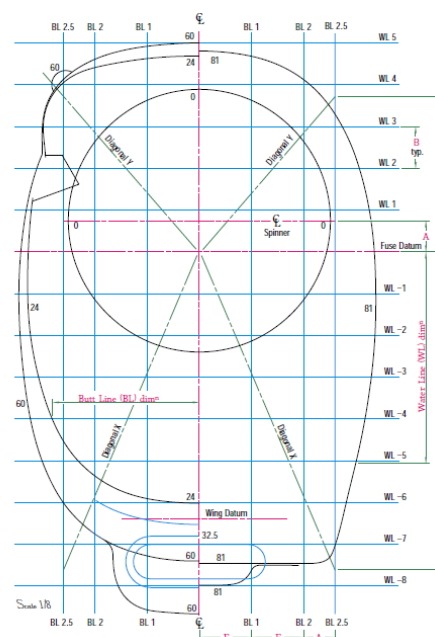 BL 2.5 BL 2 BL 1 ℄ BL 1 BL 2 BL 2.5
60 WL 5
24 81
60
WL 4
0
Diagonal Y Diagonal Y
WL 3
B
typ.
WL 2
WL 1
℄
0 Spinner 0
A
Fuse Datum
WL -1
24 81
WL -2
Water Line (WL) dimⁿ
WL -3
Butt Line (BL) dimⁿ
60
WL -4
Diagonal X Diagonal X
WL -5
24
WL -6
Wing Datum
32.5
WL -7
60 81
WL -8
81
Scale 1/8
60
BL 2.5 BL 2 BL 1 ℄ BL 1 BL 2 BL 2.5